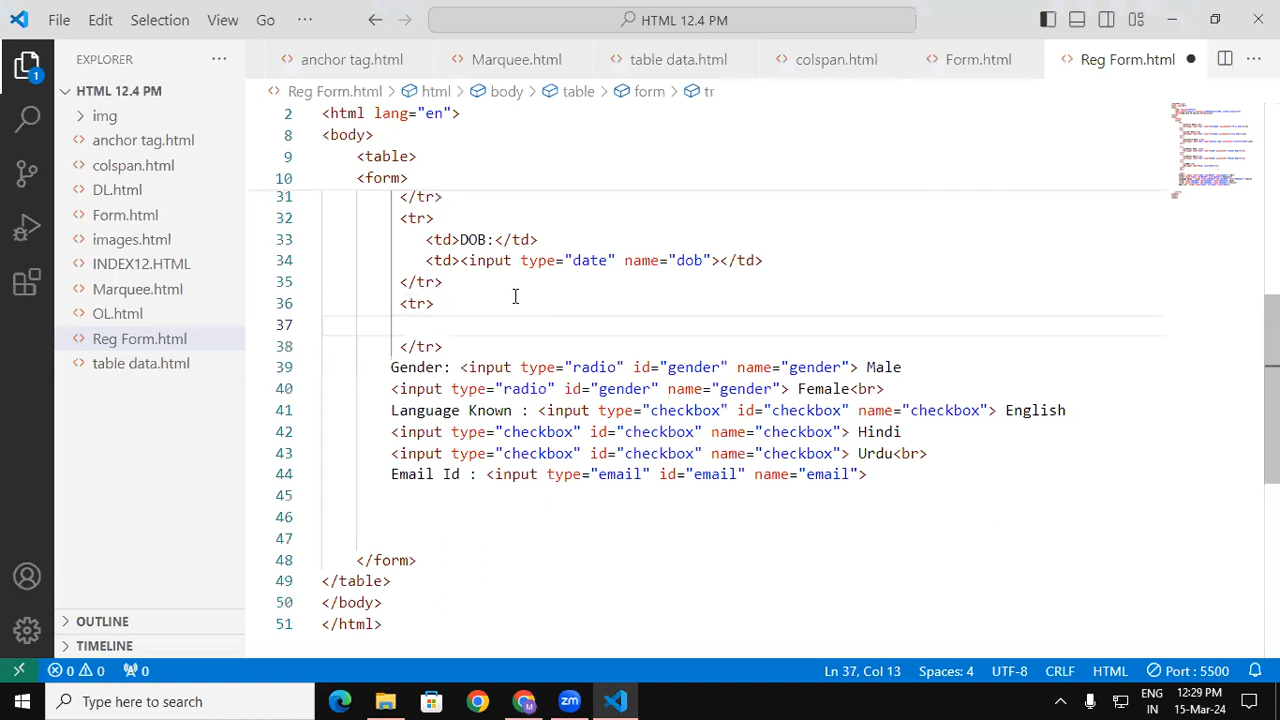 File Edit Selection View Go HTML 12.4 PM
EXPLORER
anchor tag.html Marquee.html table data.html colspan.html Form.html Reg Form.html
HTML 12.4 PM
Reg Form.html html body table form tr
img
anchor tag.html
colspan.html
DL.html
Form.html
images.html
INDEX12.HTML
Marquee.html
OL.html
Reg Form.html
table data.html
OUTLINE
TIMELINE
1
2 <html lang="en">
8 <body>
9 <table>
10 <form>
31 </tr>
32 <tr>
33 <td>DOB:</td>
34 <td><input type="date" name="dob"></td>
35 </tr>
36 <tr>
37
38 </tr>
39 Gender: <input type="radio" id="gender" name="gender"> Male
40 <input type="radio" id="gender" name="gender"> Female<br>
41 Language Known : <input type="checkbox" id="checkbox" name="checkbox"> English
42 <input type="checkbox" id="checkbox" name="checkbox"> Hindi
43 <input type="checkbox" id="checkbox" name="checkbox"> Urdu<br>
44 Email Id : <input type="email" id="email" name="email">
45
46
47
48 </form>
49 </table>
50 </body>
51 </html>
0 0 0 Ln 37, Col 13 Spaces: 4 UTF-8 CRLF HTML Port : 5500
Type here to search
ENG
IN
12:29 PM
15-Mar-24